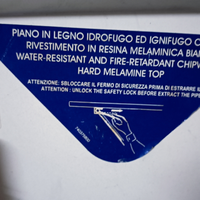 PIANO IN LEGNO IDROFUGO ED IGNIFUGO
RIVESTIMENTO IN RESINA MELAMINICA
WATER-RESISTANT AND FIRE-RETARDANT
HARD MELAMINE TOP
ATTENZIONE: SBLOCCARE IL FERMO DI SICUREZZA PRIMA DI ESTRARRE
ATTENTION : UNLOCK THE SAFETY LOCK BEFORE EXTRACT THE